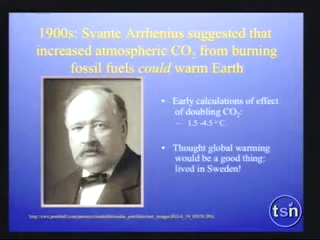 1900s: Svante Arrhenius suggested that
increased atmospheric CO₂ from burning
fossil fuels could warm Earth
• Early calculations of effect
of doubling CO₂:
– 1.5 -4.5 º C.
• Thought global warming
would be a good thing:
lived in Sweden!
tsn